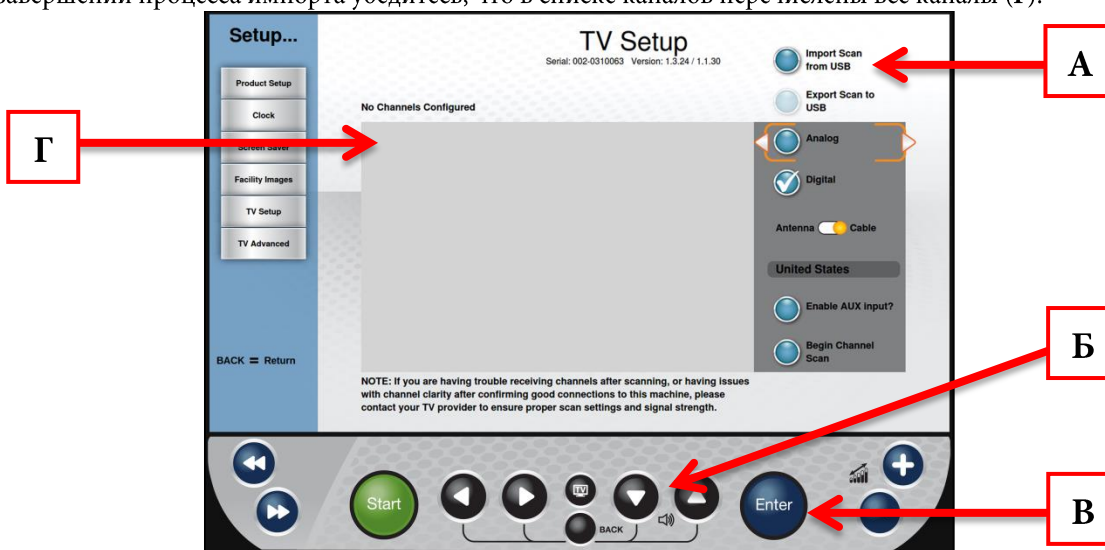 завершении процесса импорта убедитесь, что в списке каналов перечислены все каналы (Г).
Setup...
TV Setup
Serial: 002-0310063 Version: 1.3.24 / 1.1.30
Import Scan
from USB
А
Product Setup
Export Scan to
USB
No Channels Configured
Clock
Г
Screen Saver
Analog
Facility Images
Digital
TV Setup
Antenna Cable
TV Advanced
United States
Enable AUX input?
Б
Begin Channel
Scan
BACK = Return
NOTE: If you are having trouble receiving channels after scanning, or having issues
with channel clarity after confirming good connections to this machine, please
contact your TV provider to ensure proper scan settings and signal strength.
TV
Start
Enter
BACK
В